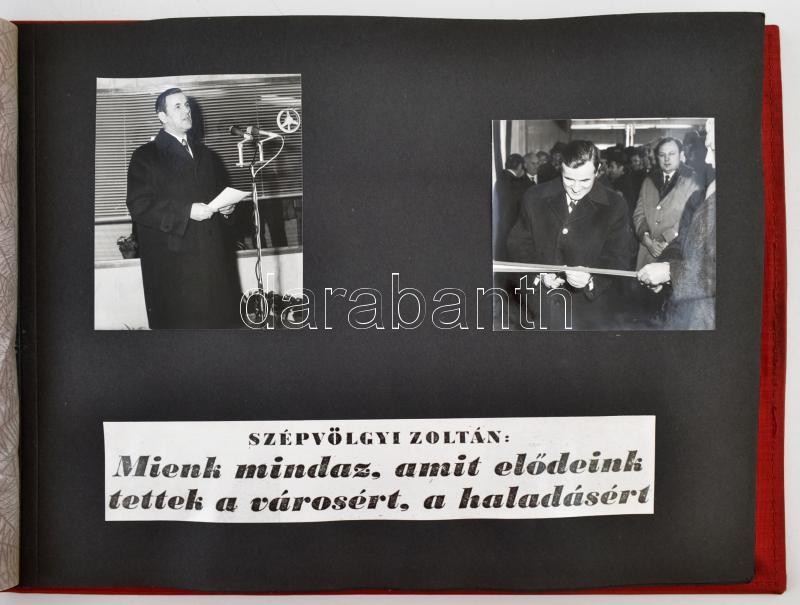 darabanth
SZÉPVÖLGYI ZOLTÁN:
Mienk mindaz, amit elődeink
tettek a városért, a haladásért